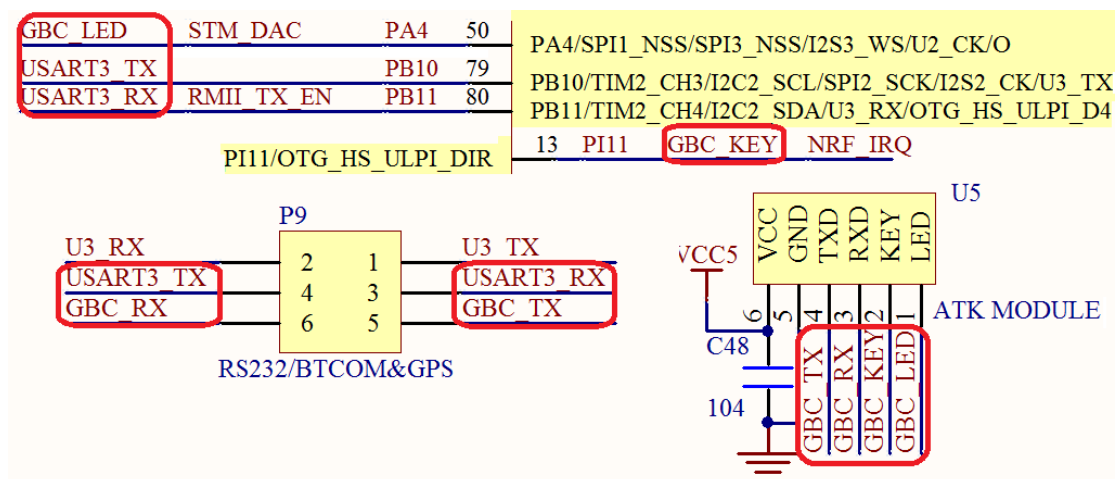 GBC_LED STM_DAC PA4 50 PA4/SPI1_NSS/SPI3_NSS/I2S3_WS/U2_CK/O
USART3_TX PB10 79 PB10/TIM2_CH3/I2C2_SCL/SPI2_SCK/I2S2_CK/U3_TX
USART3_RX RMII_TX_EN PB11 80 PB11/TIM2_CH4/I2C2_SDA/U3_RX/OTG_HS_ULPI_D4
PI11/OTG_HS_ULPI_DIR 13 PI11 GBC_KEY NRF_IRQ
P9
U3_RX 2 1 U3_TX
USART3_TX 4 3 USART3_RX
GBC_RX 6 5 GBC_TX
RS232/BTCOM&GPS
U5
VCC GND TXD RXD KEY LED
VCC5
6 5 4 3 2 1
ATK MODULE
C48
104
GBC_TX GBC_RX GBC_KEY GBC_LED